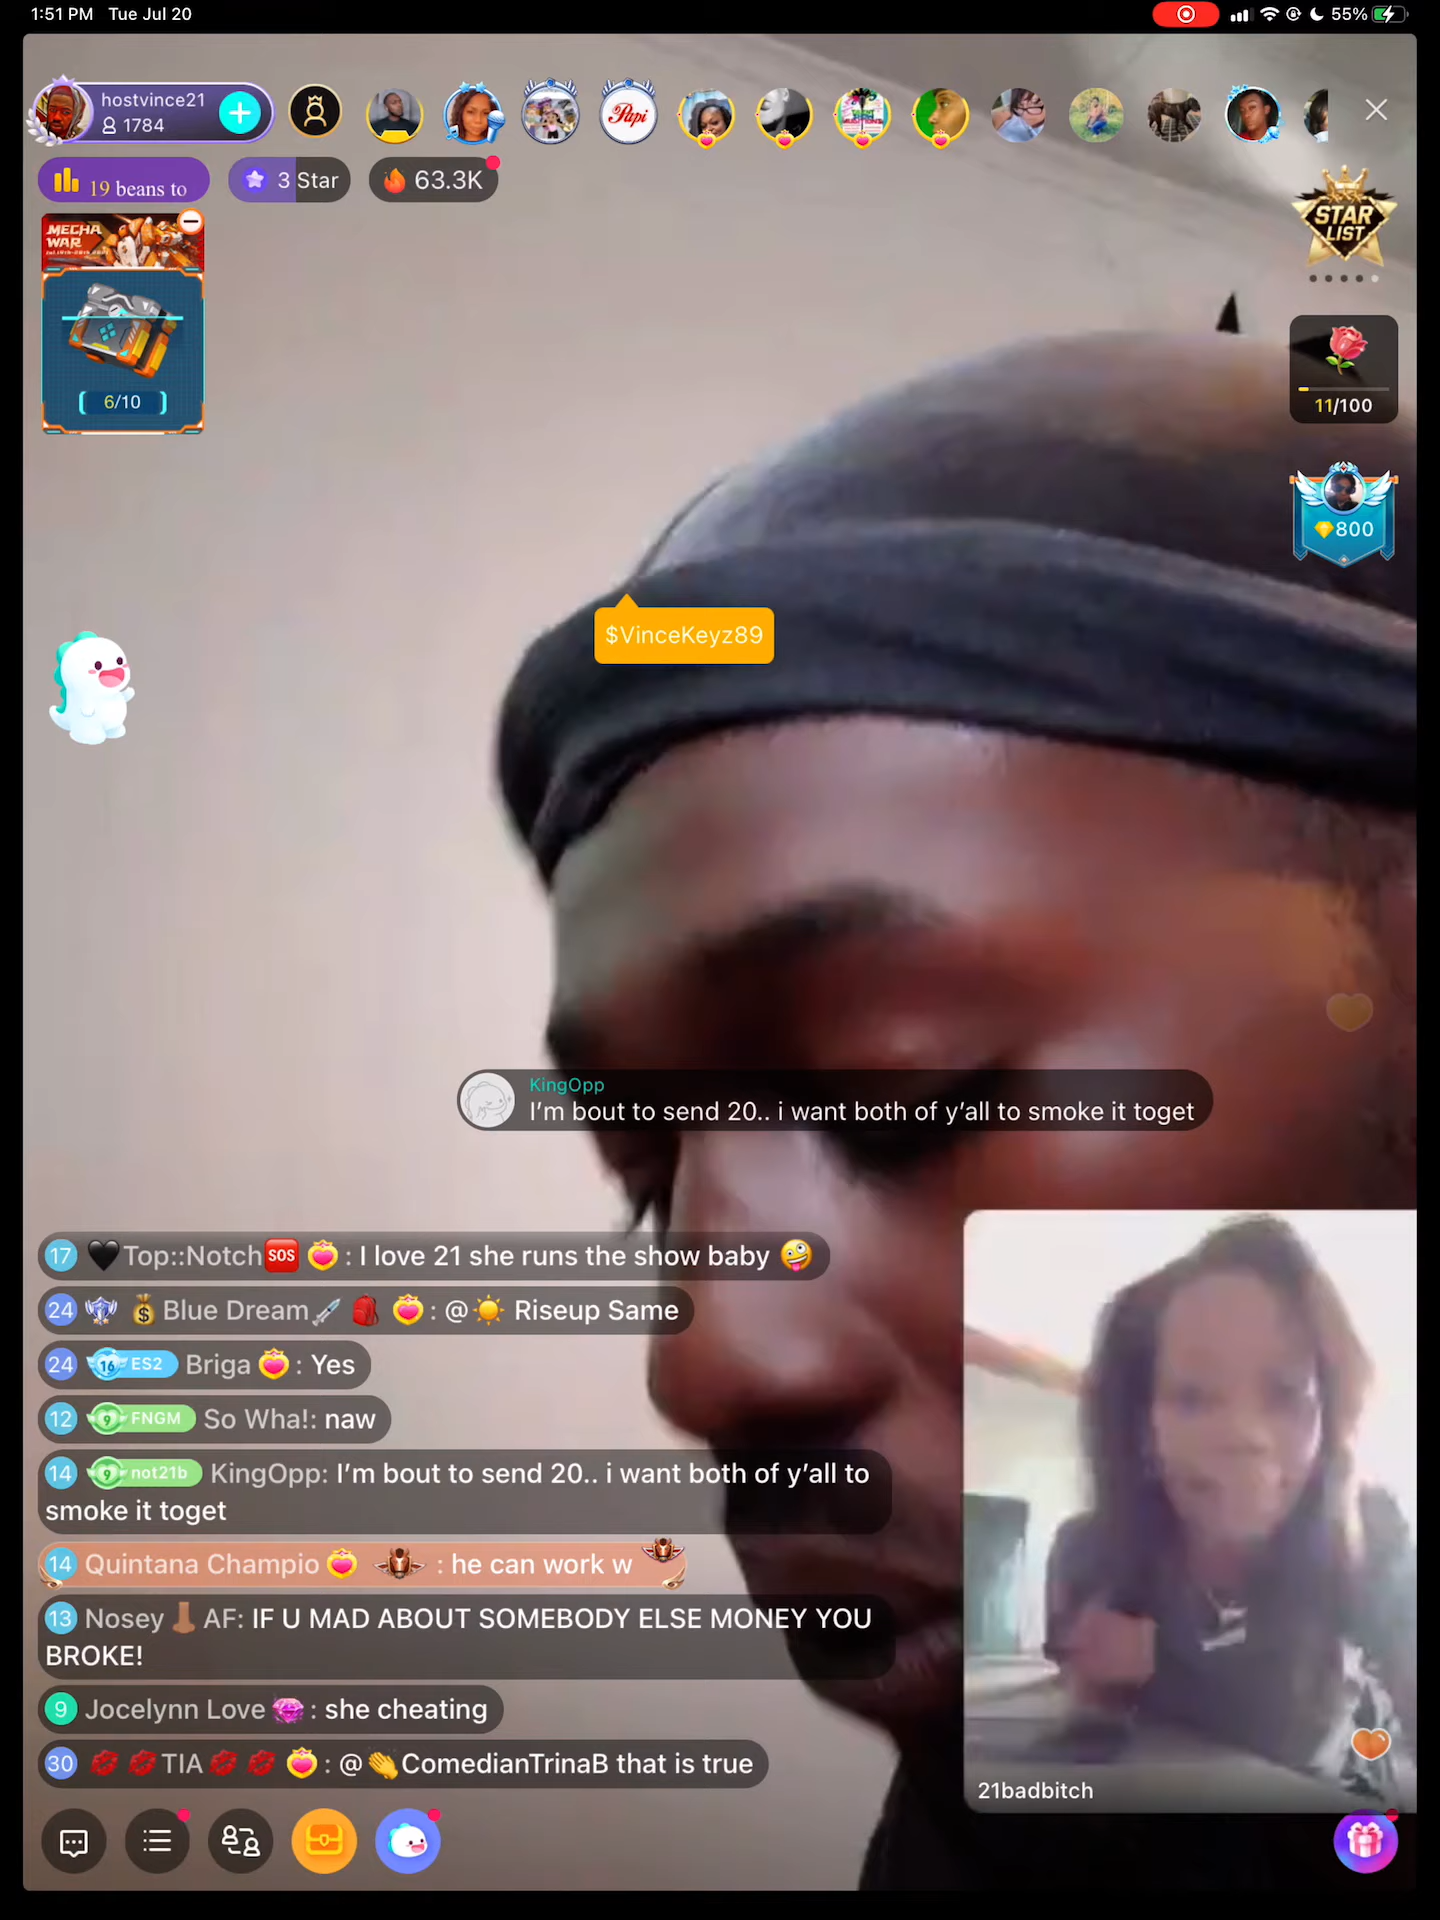 1:51 PM Tue Jul 20
55%
hostvince21
1784
Papi
19 beans to
3 Star
63.3K
MECHA
WAR
6/10
STAR
LIST
11/100
800
$VinceKeyz89
KingOpp
I'm bout to send 20.. i want both of y'all to smoke it toget
17 🖤Top::Notch🆘 : I love 21 she runs the show baby 🤪
24 💰Blue Dream💉🎒 : @☀️ Riseup Same
24 16 ES2 Briga : Yes
12 9 FNGM So Wha!: naw
14 9 not21b KingOpp: I'm bout to send 20.. i want both of y'all to
smoke it toget
14 Quintana Champio : he can work w
13 Nosey 👃🏽 AF: IF U MAD ABOUT SOMEBODY ELSE MONEY YOU
BROKE!
9 Jocelynn Love : she cheating
30 💋💋TIA💋💋 : @👏ComedianTrinaB that is true
21badbitch